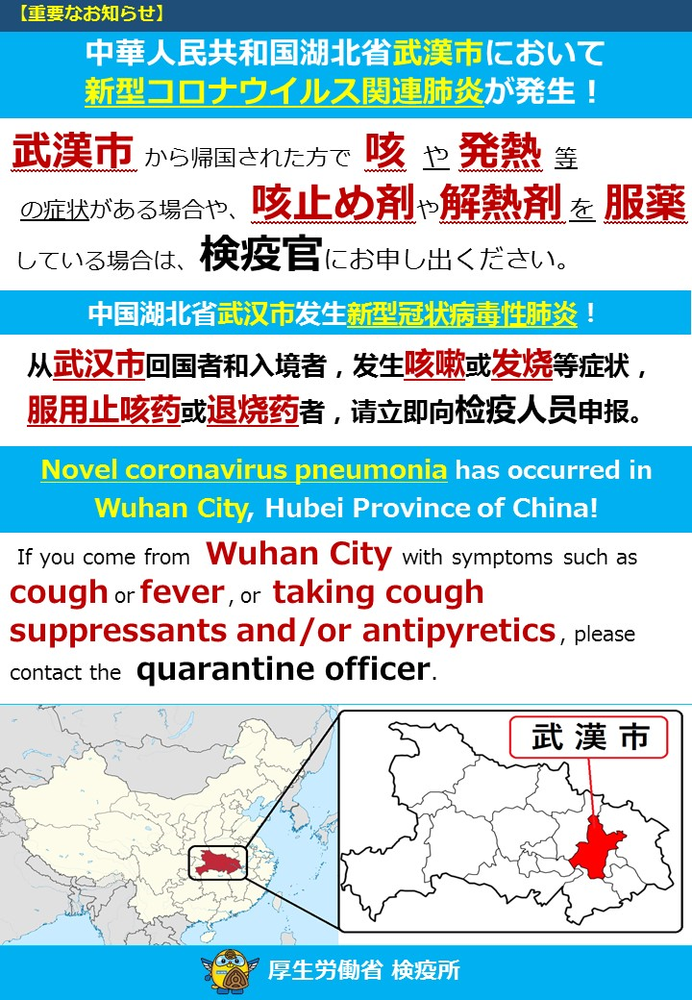 【重要なお知らせ】
中華人民共和国湖北省武漢市において
新型コロナウイルス関連肺炎が発生！
武漢市 から帰国された方で 咳 や 発熱 等
の症状がある場合や、咳止め剤や解熱剤を 服薬
している場合は、検疫官にお申し出ください。
中国湖北省武汉市发生新型冠状病毒性肺炎！
从武汉市回国者和入境者，发生咳嗽或发烧等症状，
服用止咳药或退烧药者，请立即向检疫人员申报。
Novel coronavirus pneumonia has occurred in
Wuhan City, Hubei Province of China!
If you come from Wuhan City with symptoms such as
cough or fever, or taking cough
suppressants and/or antipyretics, please
contact the quarantine officer.
武漢市
厚生労働省 検疫所